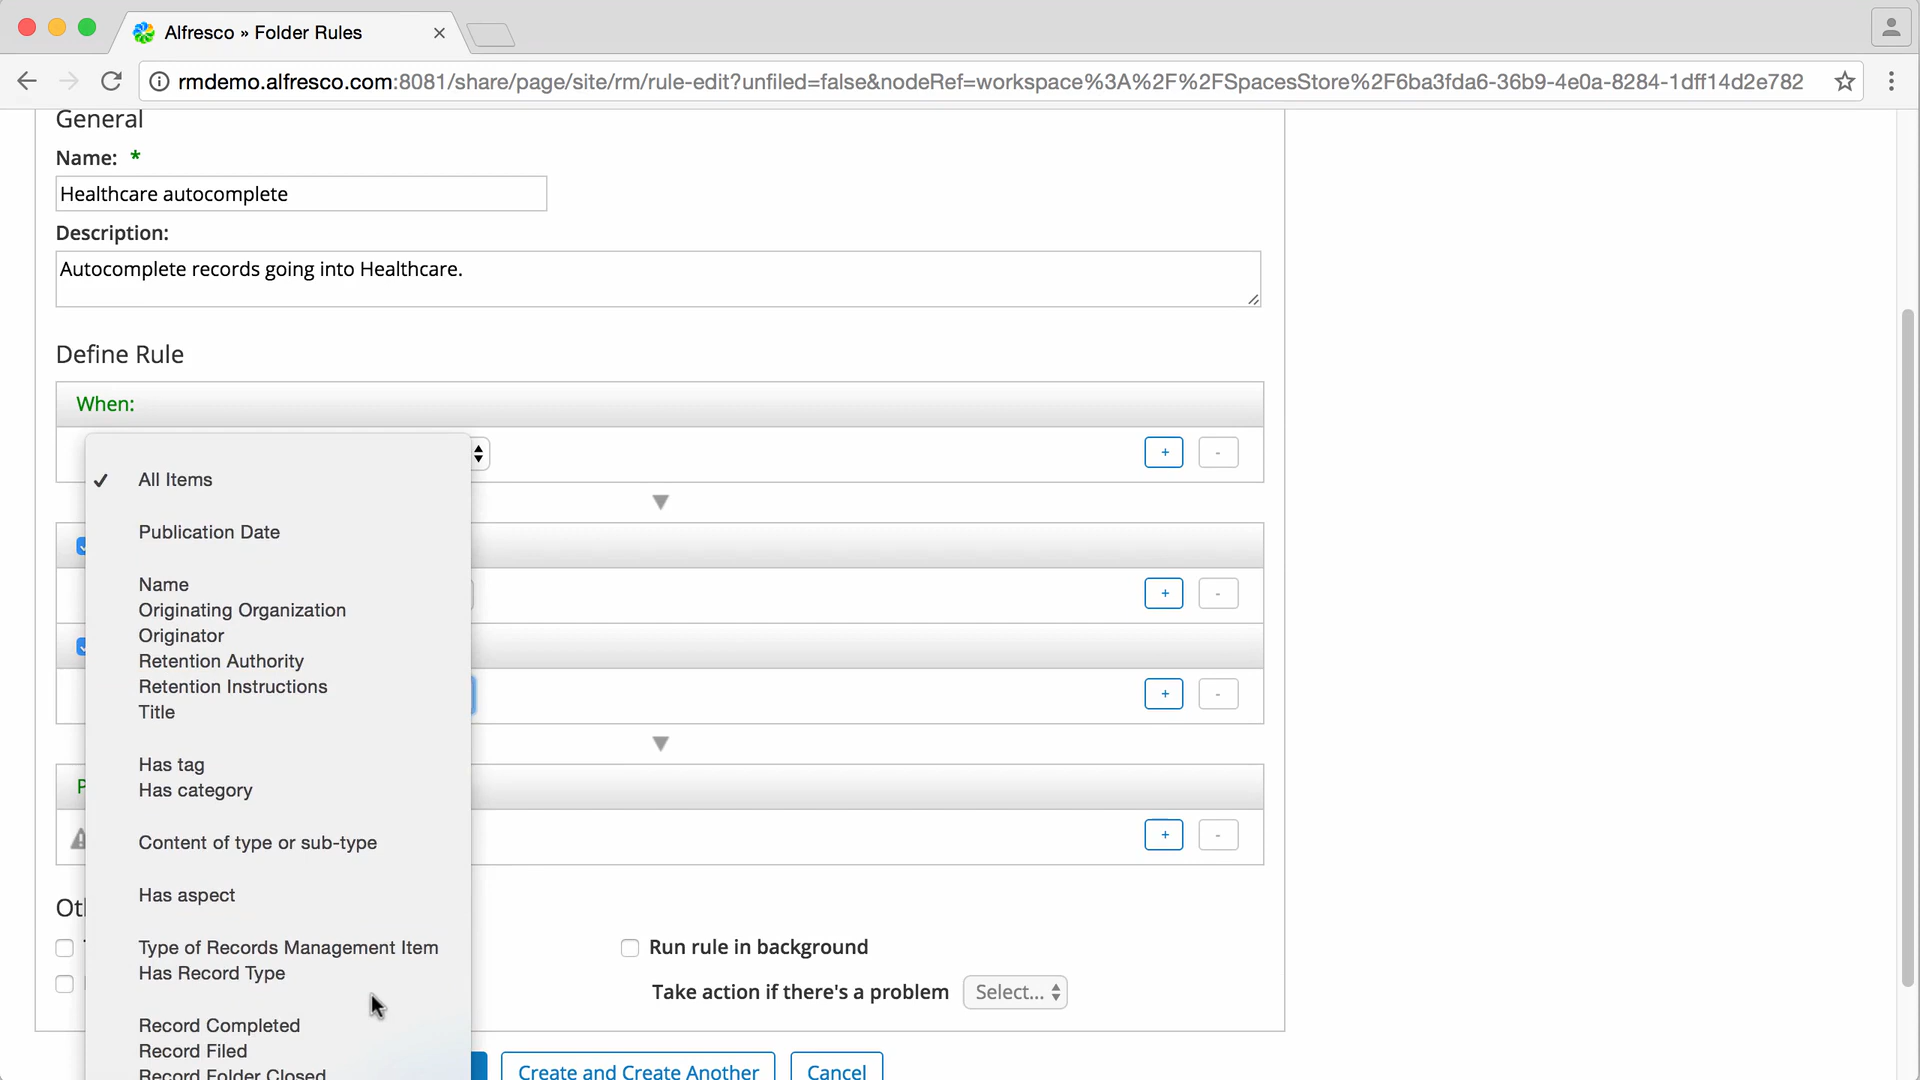 Alfresco » Folder Rules
rmdemo.alfresco.com:8081/share/page/site/rm/rule-edit?unfiled=false&nodeRef=workspace%3A%2F%2FSpacesStore%2F6ba3fda6-36b9-4e0a-8284-1dff14d2e782
General
Name: *
Healthcare autocomplete
Description:
Autocomplete records going into Healthcare.
Define Rule
When:
+ -
All Items
Publication Date
Name
+ -
Originating Organization
Originator
Retention Authority
Retention Instructions
+ -
Title
Has tag
Has category
Content of type or sub-type
+ -
Has aspect
Type of Records Management Item
Run rule in background
Has Record Type
Take action if there's a problem Select...
Record Completed
Record Filed
Record Folder Closed
Create and Create Another
Cancel